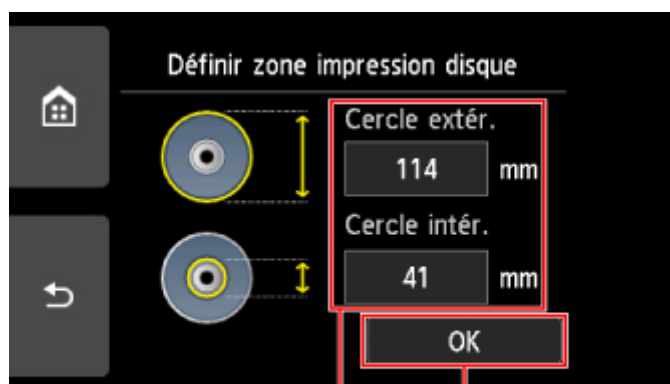 Définir zone impression disque
Cercle extér.
114 mm
Cercle intér.
41 mm
OK